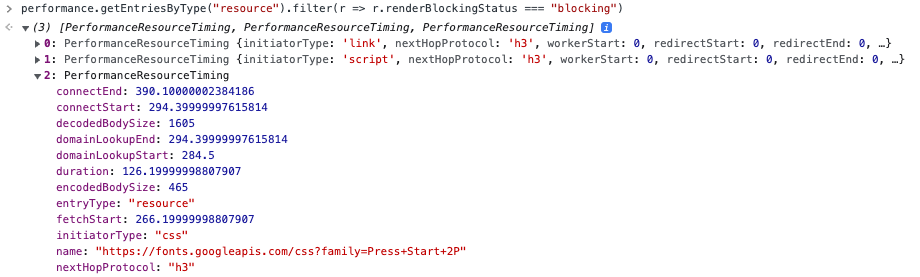 performance.getEntriesByType("resource").filter(r => r.renderBlockingStatus === "blocking")
(3) [PerformanceResourceTiming, PerformanceResourceTiming, PerformanceResourceTiming] i
0: PerformanceResourceTiming {initiatorType: 'link', nextHopProtocol: 'h3', workerStart: 0, redirectStart: 0, redirectEnd: 0, …}
1: PerformanceResourceTiming {initiatorType: 'script', nextHopProtocol: 'h3', workerStart: 0, redirectStart: 0, redirectEnd: 0, …}
2: PerformanceResourceTiming
connectEnd: 390.10000002384186
connectStart: 294.39999997615814
decodedBodySize: 1605
domainLookupEnd: 294.39999997615814
domainLookupStart: 284.5
duration: 126.19999998807907
encodedBodySize: 465
entryType: "resource"
fetchStart: 266.19999998807907
initiatorType: "css"
name: "https://fonts.googleapis.com/css?family=Press+Start+2P"
nextHopProtocol: "h3"